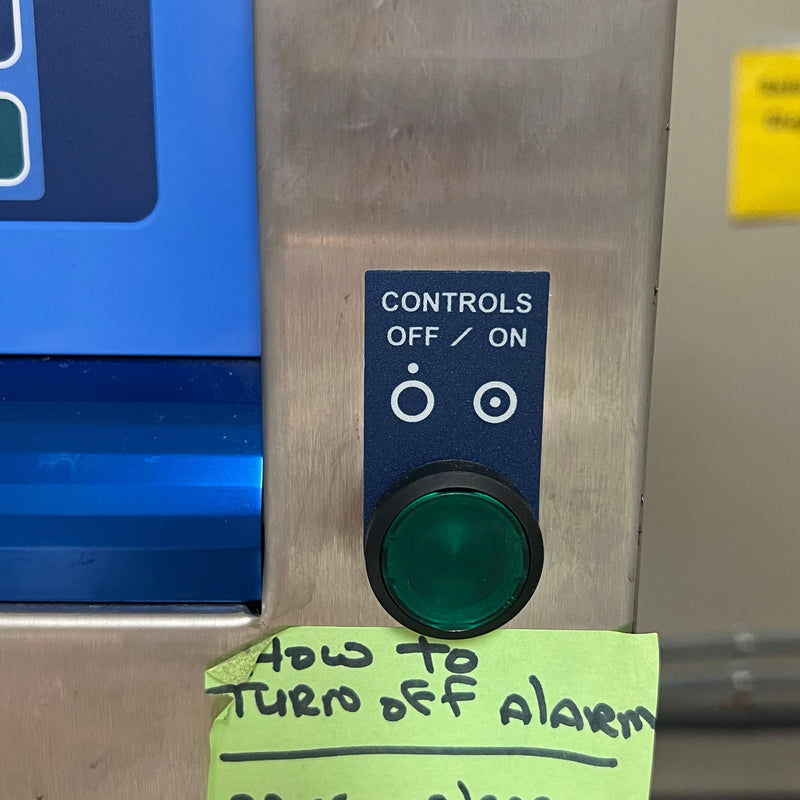 CONTROLS
OFF / ON
HOW TO
TURN OFF ALARM